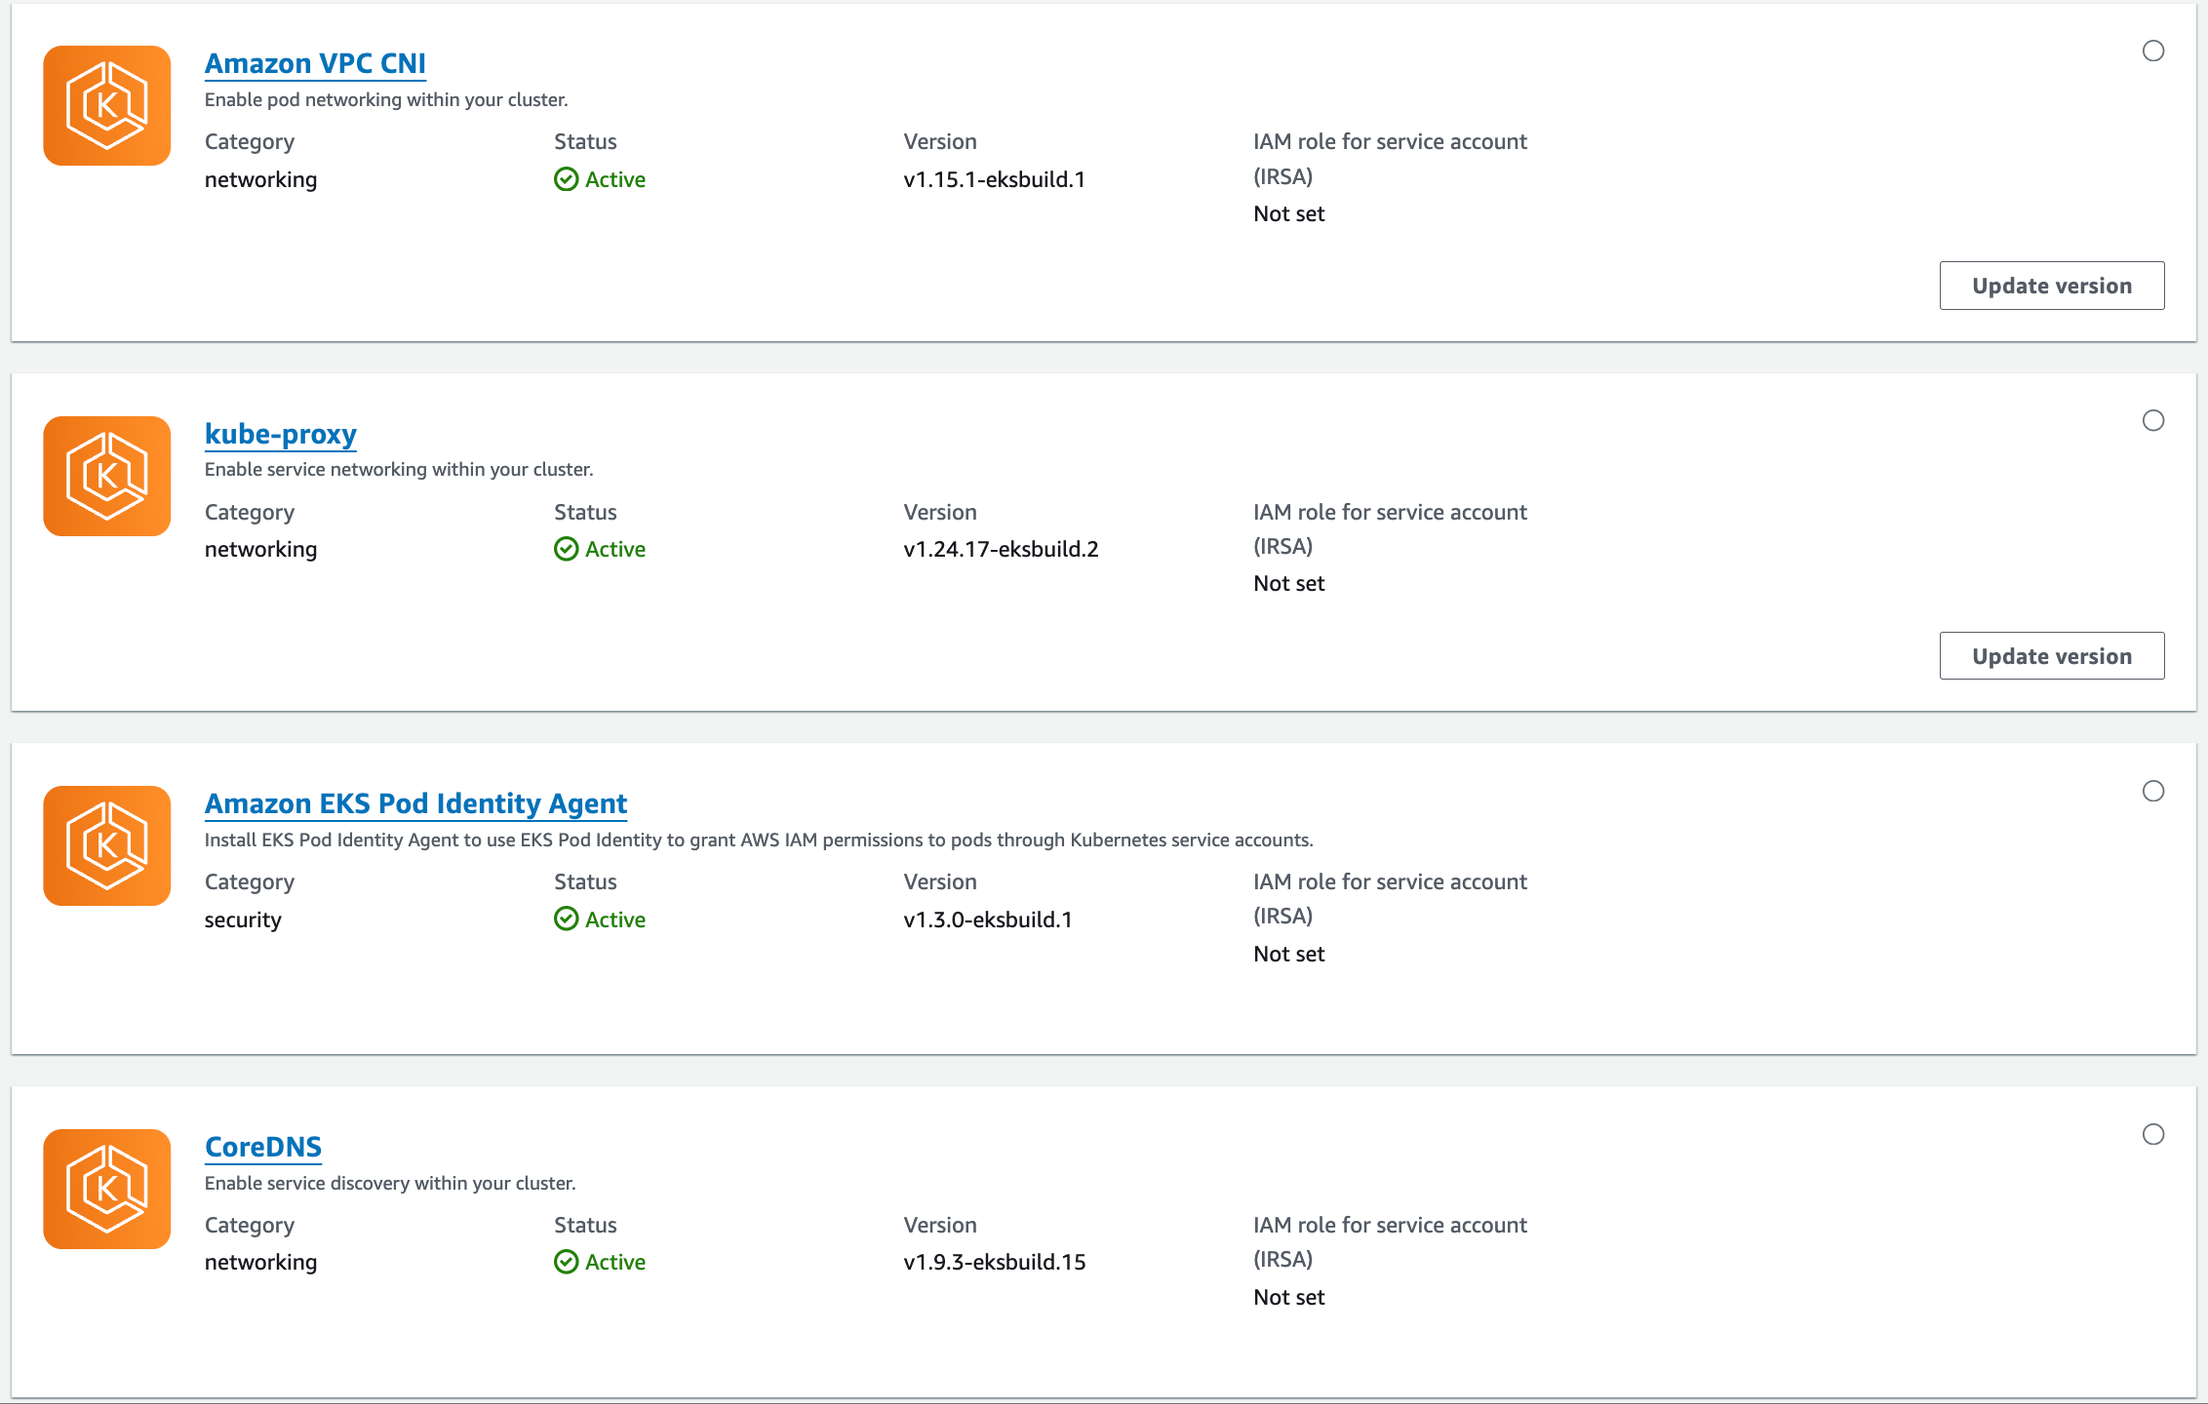 Amazon VPC CNI
Enable pod networking within your cluster.
Category Status Version IAM role for service account
(IRSA)
networking Active v1.15.1-eksbuild.1
Not set
Update version
kube-proxy
Enable service networking within your cluster.
Category Status Version IAM role for service account
(IRSA)
networking Active v1.24.17-eksbuild.2
Not set
Update version
Amazon EKS Pod Identity Agent
Install EKS Pod Identity Agent to use EKS Pod Identity to grant AWS IAM permissions to pods through Kubernetes service accounts.
Category Status Version IAM role for service account
(IRSA)
security Active v1.3.0-eksbuild.1
Not set
CoreDNS
Enable service discovery within your cluster.
Category Status Version IAM role for service account
(IRSA)
networking Active v1.9.3-eksbuild.15
Not set